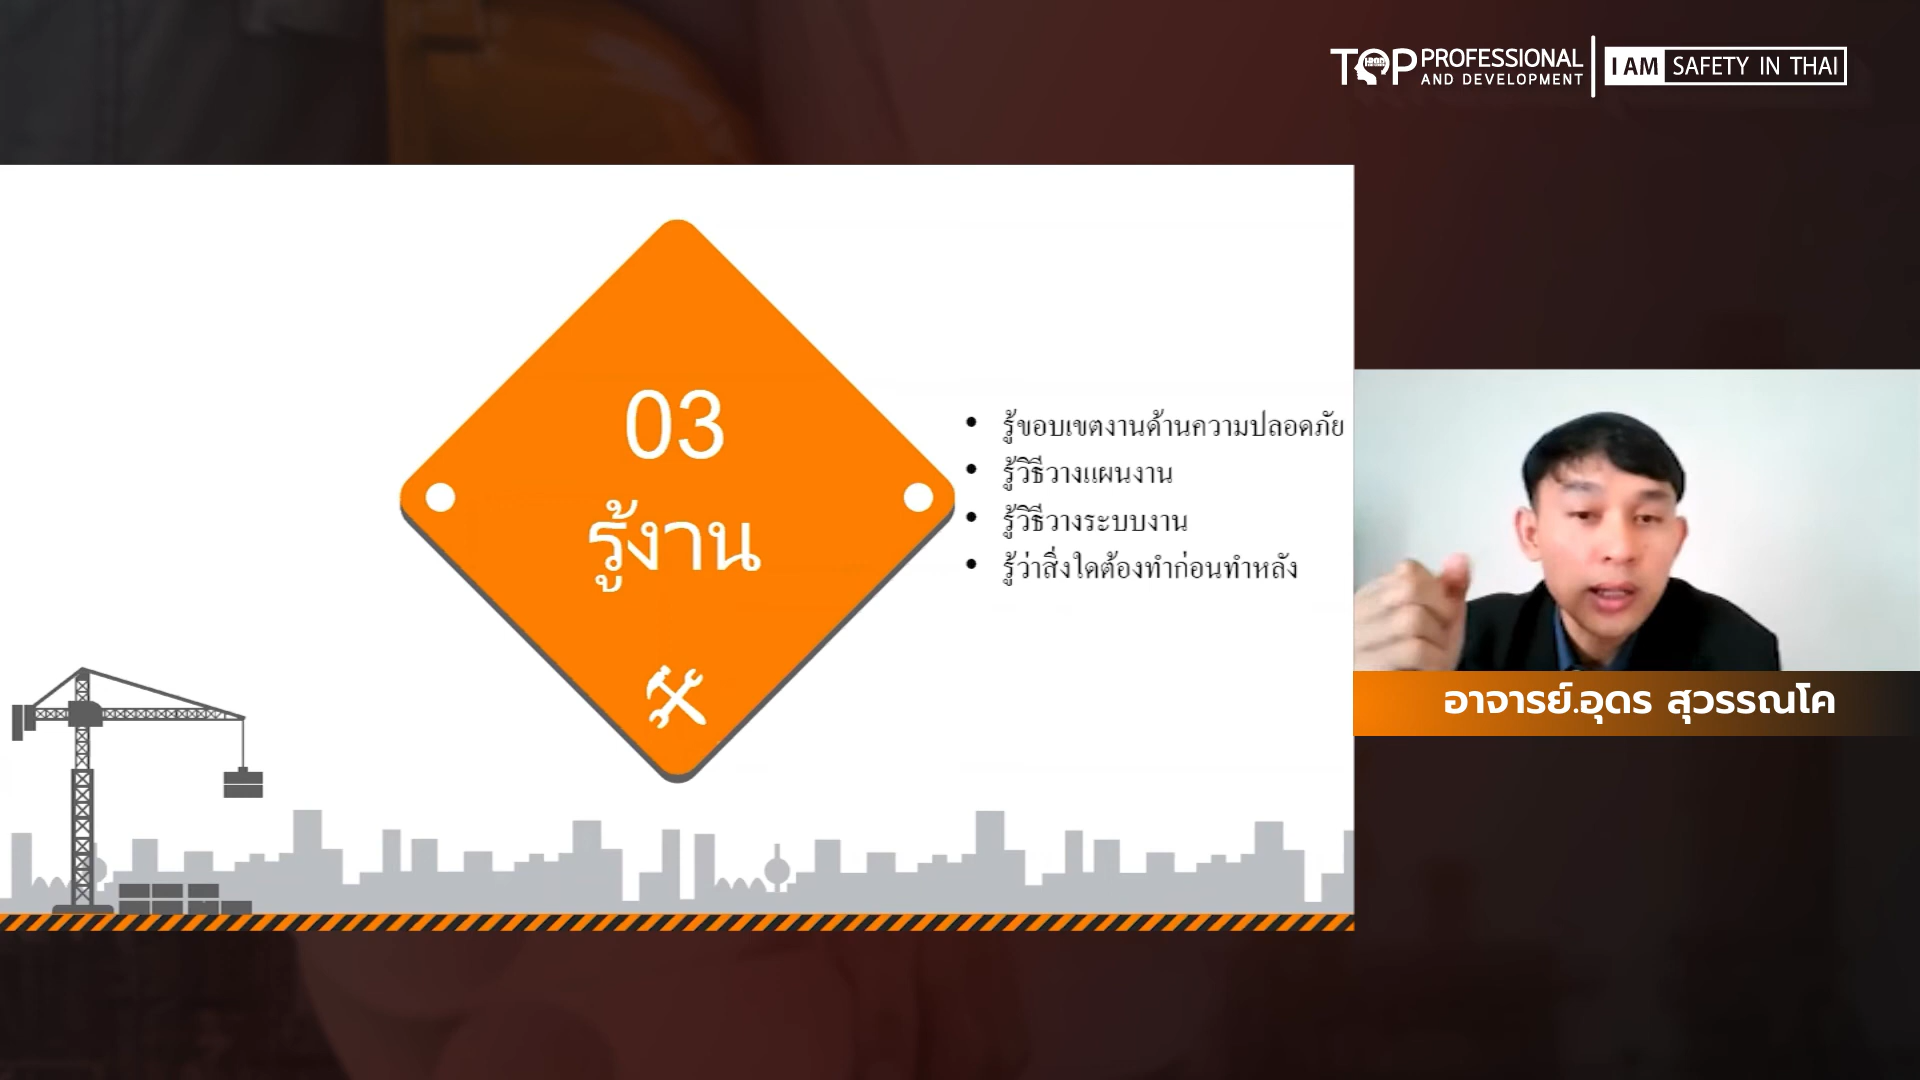 TOP PROFESSIONAL
AND DEVELOPMENT
I AM SAFETY IN THAI
03
รู้งาน
• รู้ขอบเขตงานด้านความปลอดภัย
• รู้วิธีวางแผนงาน
• รู้วิธีวางระบบงาน
• รู้ว่าสิ่งใดต้องทำก่อนทำหลัง
อาจารย์.อุดร สุวรรณโค